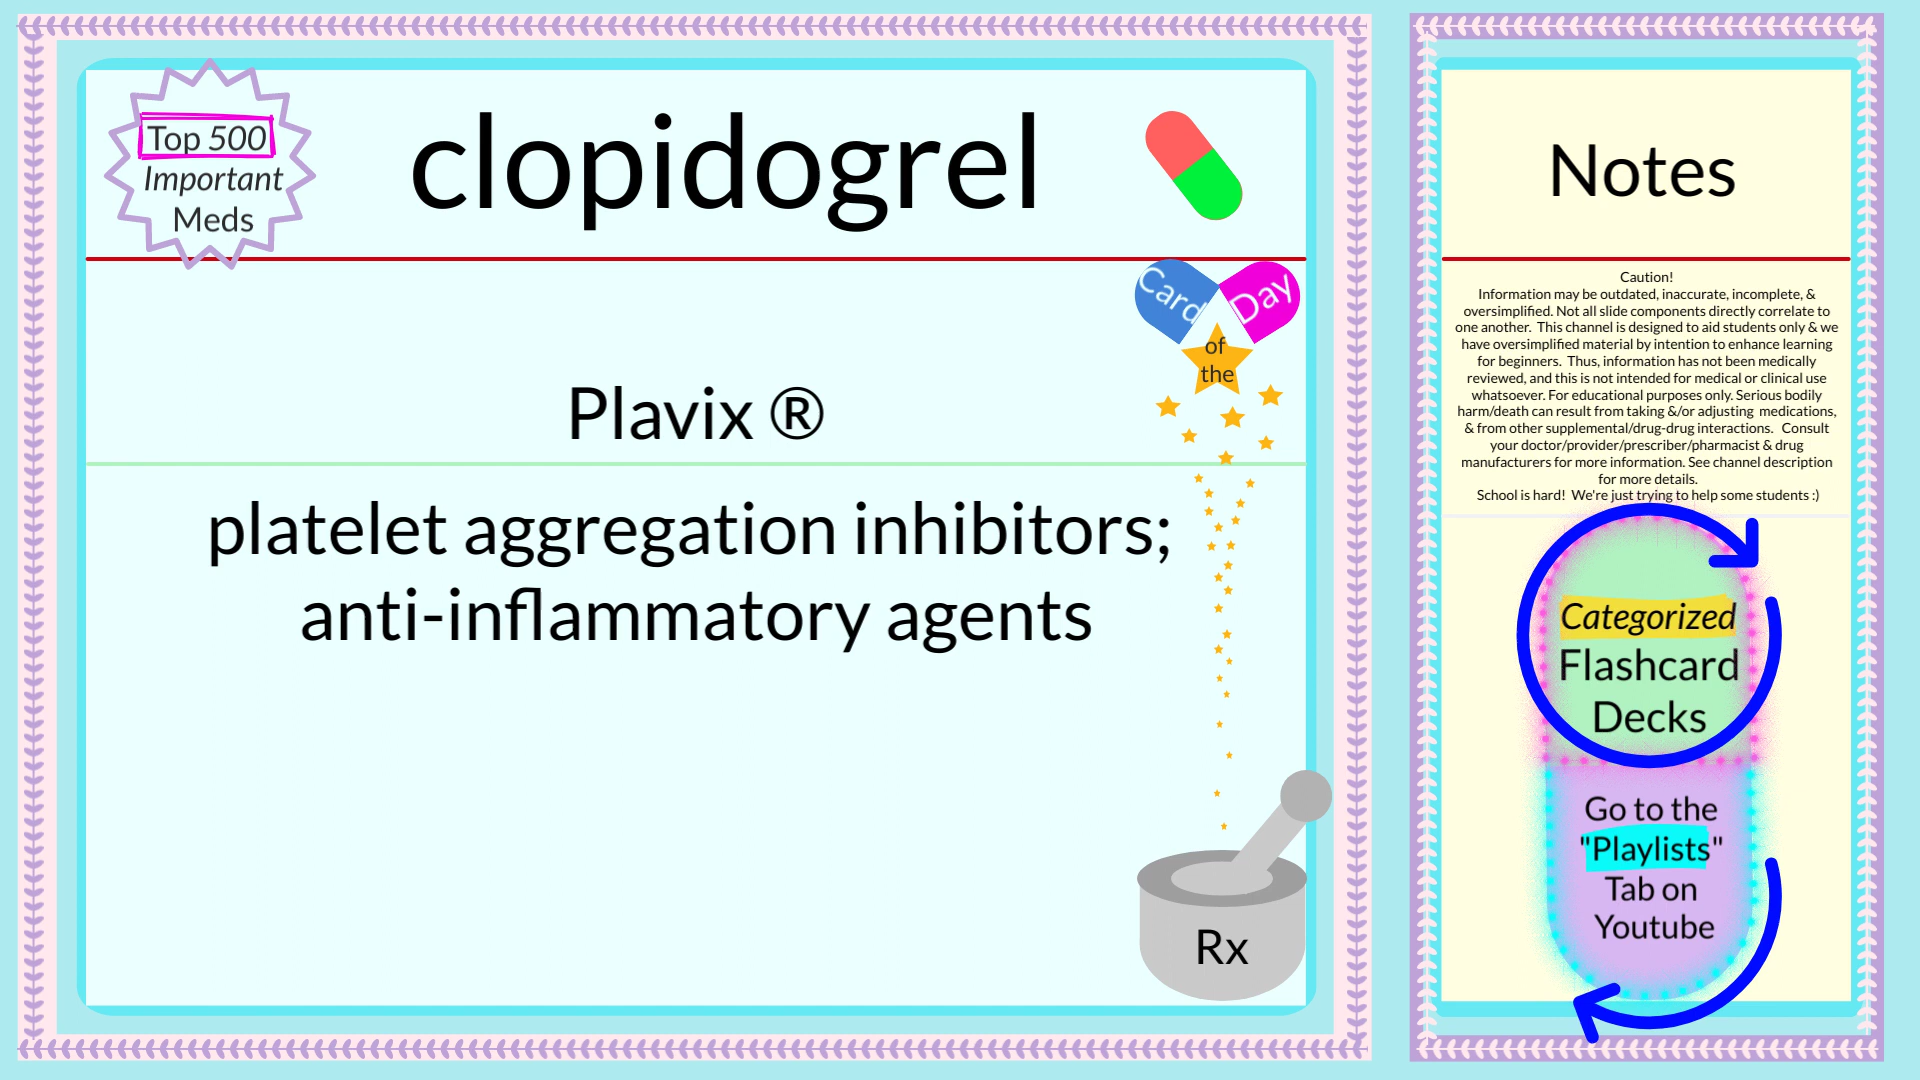 Top 500
Important
Meds
clopidogrel
Card
of
the
Day
Plavix ®
platelet aggregation inhibitors;
anti-inflammatory agents
Rx
Notes
Caution!
Information may be outdated, inaccurate, incomplete, &
oversimplified. Not all slide components directly correlate to
one another. This channel is designed to aid students only & we
have oversimplified material by intention to enhance learning
for beginners. Thus, information has not been medically
reviewed, and this is not intended for medical or clinical use
whatsoever. For educational purposes only. Serious bodily
harm/death can result from taking &/or adjusting medications,
& from other supplemental/drug-drug interactions. Consult
your doctor/provider/prescriber/pharmacist & drug
manufacturers for more information. See channel description
for more details.
School is hard! We're just trying to help some students :)
Categorized
Flashcard
Decks
Go to the
"Playlists"
Tab on
Youtube